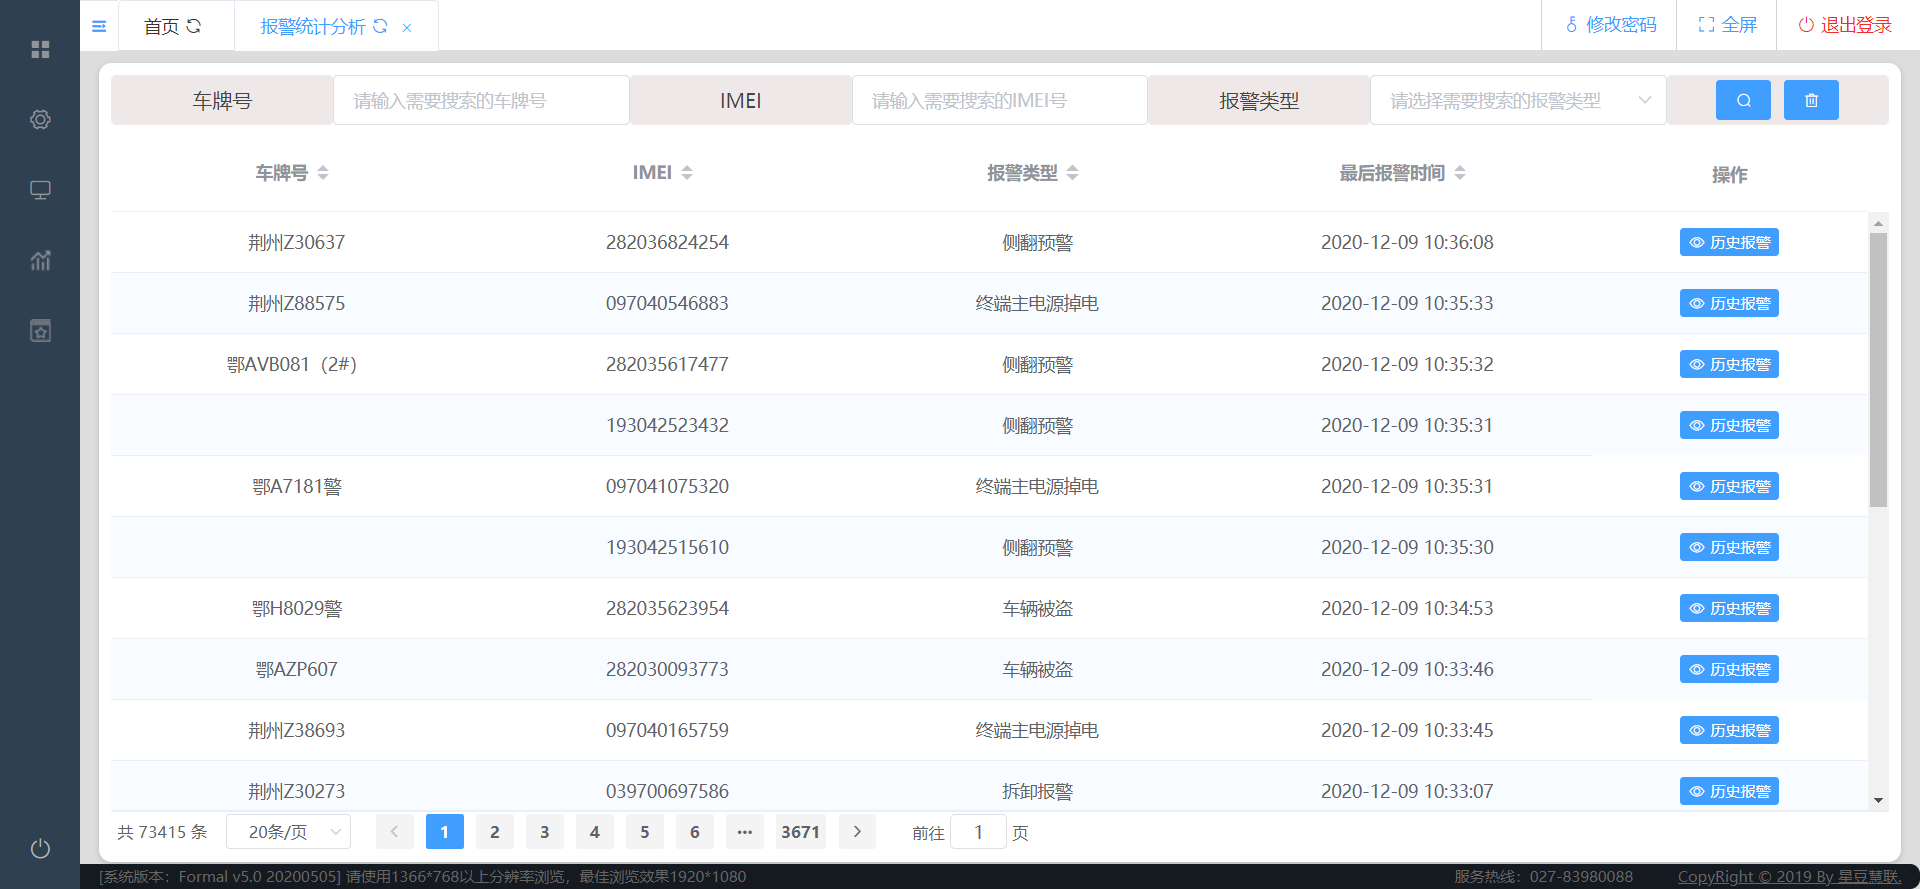 首页 报警统计分析 修改密码 全屏 退出登录
车牌号 请输入需要搜索的车牌号 IMEI 请输入需要搜索的IMEI号 报警类型 请选择需要搜索的报警类型
车牌号 IMEI 报警类型 最后报警时间 操作
荆州Z30637 282036824254 侧翻预警 2020-12-09 10:36:08 历史报警
荆州Z88575 097040546883 终端主电源掉电 2020-12-09 10:35:33 历史报警
鄂AVB081（2#） 282035617477 侧翻预警 2020-12-09 10:35:32 历史报警
193042523432 侧翻预警 2020-12-09 10:35:31 历史报警
鄂A7181警 097041075320 终端主电源掉电 2020-12-09 10:35:31 历史报警
193042515610 侧翻预警 2020-12-09 10:35:30 历史报警
鄂H8029警 282035623954 车辆被盗 2020-12-09 10:34:53 历史报警
鄂AZP607 282030093773 车辆被盗 2020-12-09 10:33:46 历史报警
荆州Z38693 097040165759 终端主电源掉电 2020-12-09 10:33:45 历史报警
荆州Z30273 039700697586 拆卸报警 2020-12-09 10:33:07 历史报警
共 73415 条 20条/页 1 2 3 4 5 6 ••• 3671 前往 1 页
[系统版本：Formal v5.0 20200505] 请使用1366*768以上分辨率浏览，最佳浏览效果1920*1080 服务热线：027-83980088 CopyRight © 2019 By 星豆慧联.